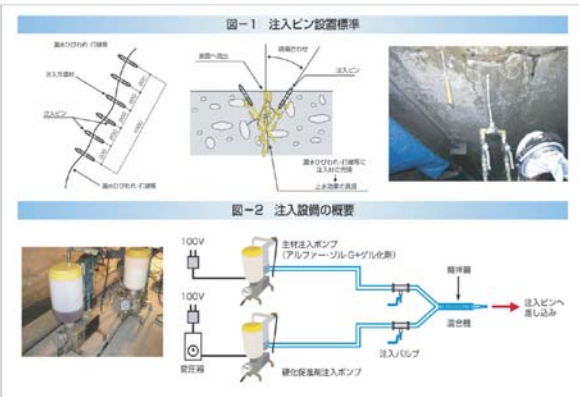 図－1　注入ピン設置標準
漏水ひびわれ・打継等
注入ピン
漏水ひびわれ・打継等
表面へ流出
注入ピン
漏水ひびわれ・打継等に
注入材の充填
止水効果の発揮
図－2　注入設備の概要
100V
主材注入ポンプ
(アルファー・ゾル-G+ゲル化剤)
100V
変圧器
硬化促進剤注入ポンプ
注入バルブ
撹拌翼
混合機
注入ピンへ
差し込み